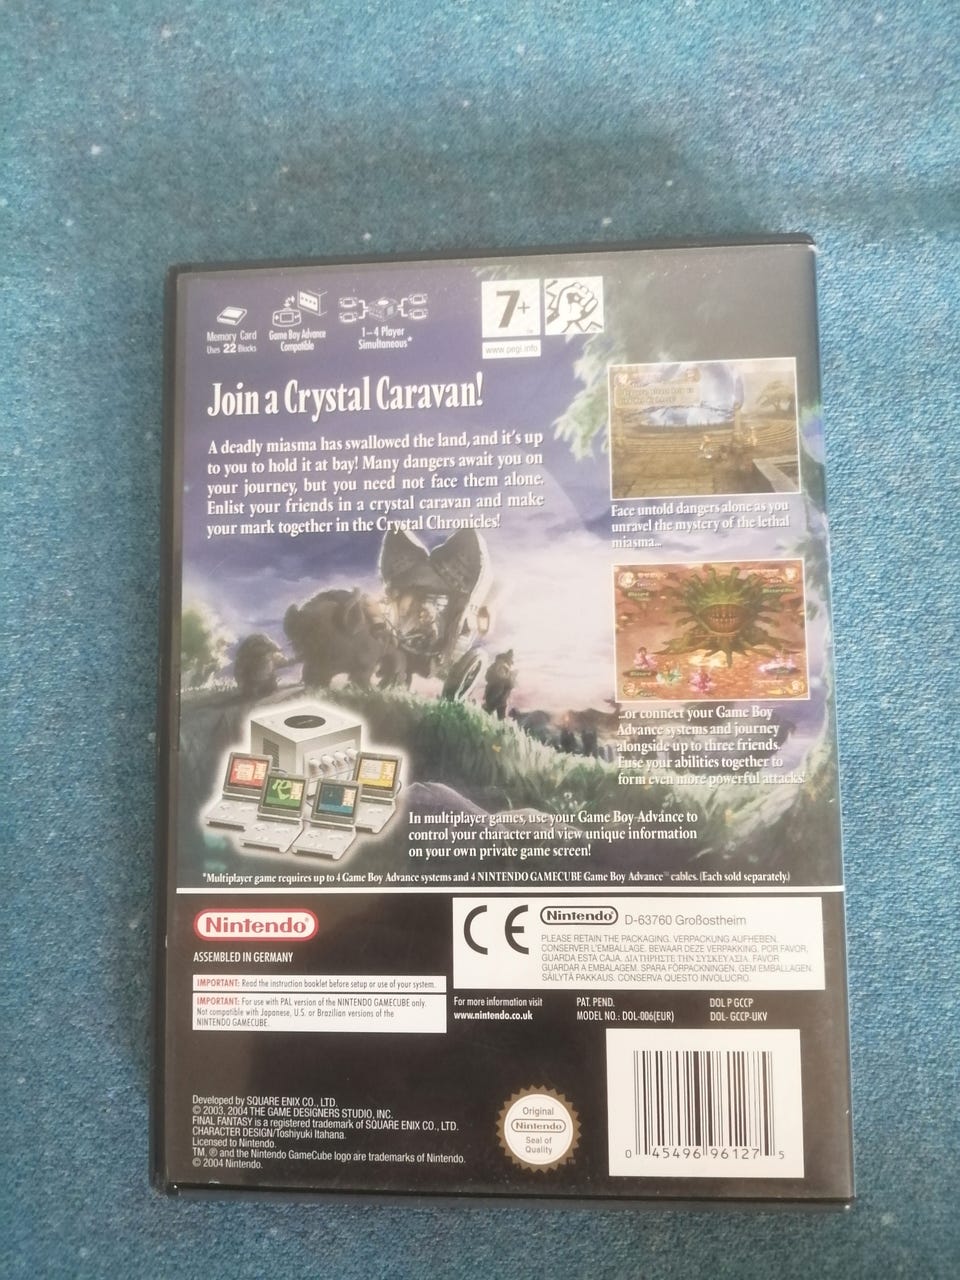 Memory Card
Uses 22 Blocks
Game Boy Advance
Compatible
1-4 Player
Simultaneous*
7+
www.pegi.info
Join a Crystal Caravan!
A deadly miasma has swallowed the land, and it's up
to you to hold it at bay! Many dangers await you on
your journey, but you need not face them alone.
Enlist your friends in a crystal caravan and make
your mark together in the Crystal Chronicles!
Face untold dangers alone as you
unravel the mystery of the lethal
miasma...
...or connect your Game Boy
Advance systems and journey
alongside up to three friends.
Fuse your abilities together to
form even more powerful attacks!
In multiplayer games, use your Game Boy Advance to
control your character and view unique information
on your own private game screen!
*Multiplayer game requires up to 4 Game Boy Advance systems and 4 NINTENDO GAMECUBE Game Boy Advance™ cables. (Each sold separately.)
Nintendo®
ASSEMBLED IN GERMANY
IMPORTANT: Read the instruction booklet before setup or use of your system.
IMPORTANT: For use with PAL version of the NINTENDO GAMECUBE only.
Not compatible with Japanese, U.S. or Brazilian versions of the
NINTENDO GAMECUBE.
CE
Nintendo® D-63760 Großostheim
PLEASE RETAIN THE PACKAGING. VERPACKUNG AUFHEBEN.
CONSERVER L'EMBALLAGE. BEWAAR DEZE VERPAKKING. POR FAVOR,
GUARDA ESTA CAJA. ΔΙΑΤΗΡΗΣΤΕ ΤΗΝ ΣΥΣΚΕΥΑΣΙΑ. FAVOR
GUARDAR A EMBALAGEM. SPARA FÖRPACKNINGEN. GEM EMBALLAGEN.
SÄILYTÄ PAKKAUS. CONSERVA QUESTO INVOLUCRO.
For more information visit
www.nintendo.co.uk
PAT. PEND.
MODEL NO.: DOL-006(EUR)
DOL P GCCP
DOL- GCCP-UKV
Developed by SQUARE ENIX CO., LTD.
© 2003, 2004 THE GAME DESIGNERS STUDIO, INC.
FINAL FANTASY is a registered trademark of SQUARE ENIX CO., LTD.
CHARACTER DESIGN/Toshiyuki Itahana.
Licensed to Nintendo.
TM, ® and the Nintendo GameCube logo are trademarks of Nintendo.
© 2004 Nintendo.
Original
Nintendo®
Seal of
Quality
0 45496 96127 5